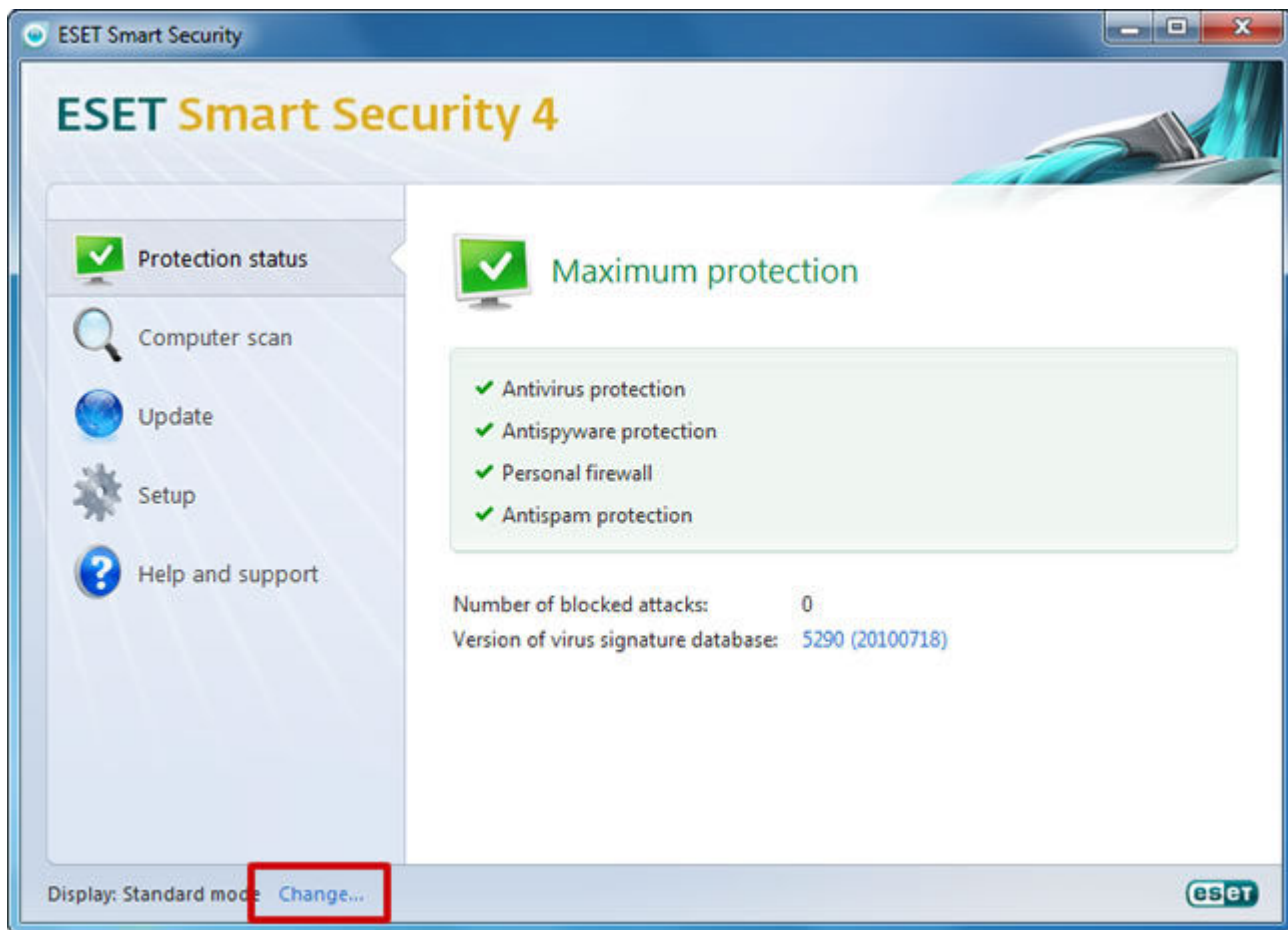 ESET Smart Security
ESET Smart Security 4
Protection status
Computer scan
Update
Setup
Help and support
Maximum protection
Antivirus protection
Antispyware protection
Personal firewall
Antispam protection
Number of blocked attacks: 0
Version of virus signature database: 5290 (20100718)
Display: Standard mode Change...
eset